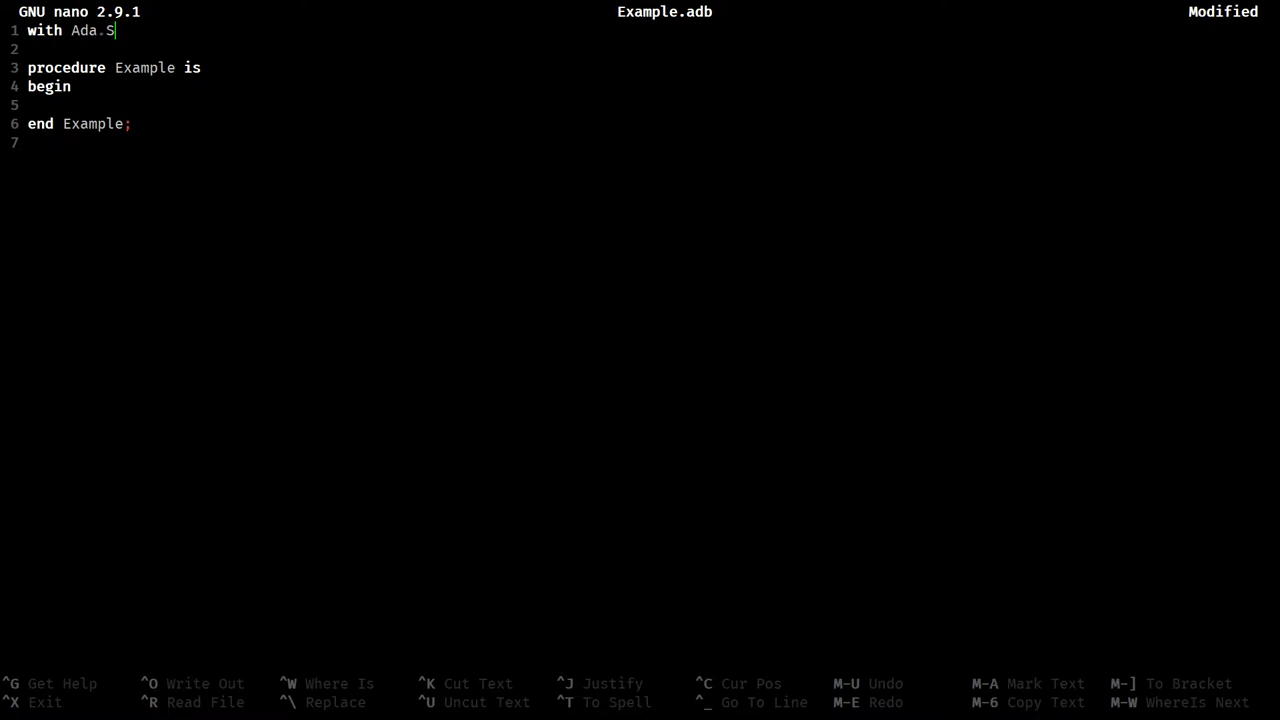 GNU nano 2.9.1 Example.adb Modified
1 with Ada.S
2
3 procedure Example is
4 begin
5
6 end Example;
7
^G Get Help ^O Write Out ^W Where Is ^K Cut Text ^J Justify ^C Cur Pos M-U Undo M-A Mark Text M-] To Bracket
^X Exit ^R Read File ^\ Replace ^U Uncut Text ^T To Spell ^_ Go To Line M-E Redo M-6 Copy Text M-W WhereIs Next